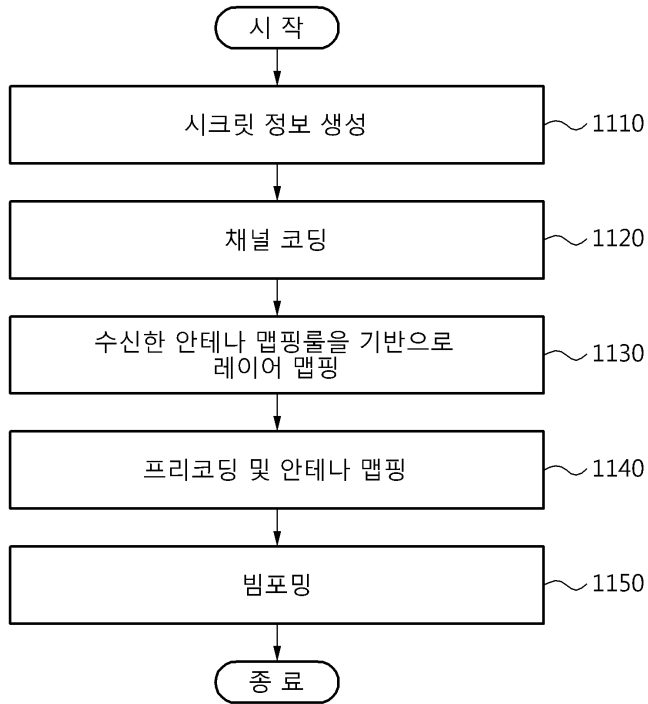 시 작
시크릿 정보 생성
1110
채널 코딩
1120
수신한 안테나 맵핑룰을 기반으로
레이어 맵핑
1130
프리코딩 및 안테나 맵핑
1140
빔포밍
1150
종 료